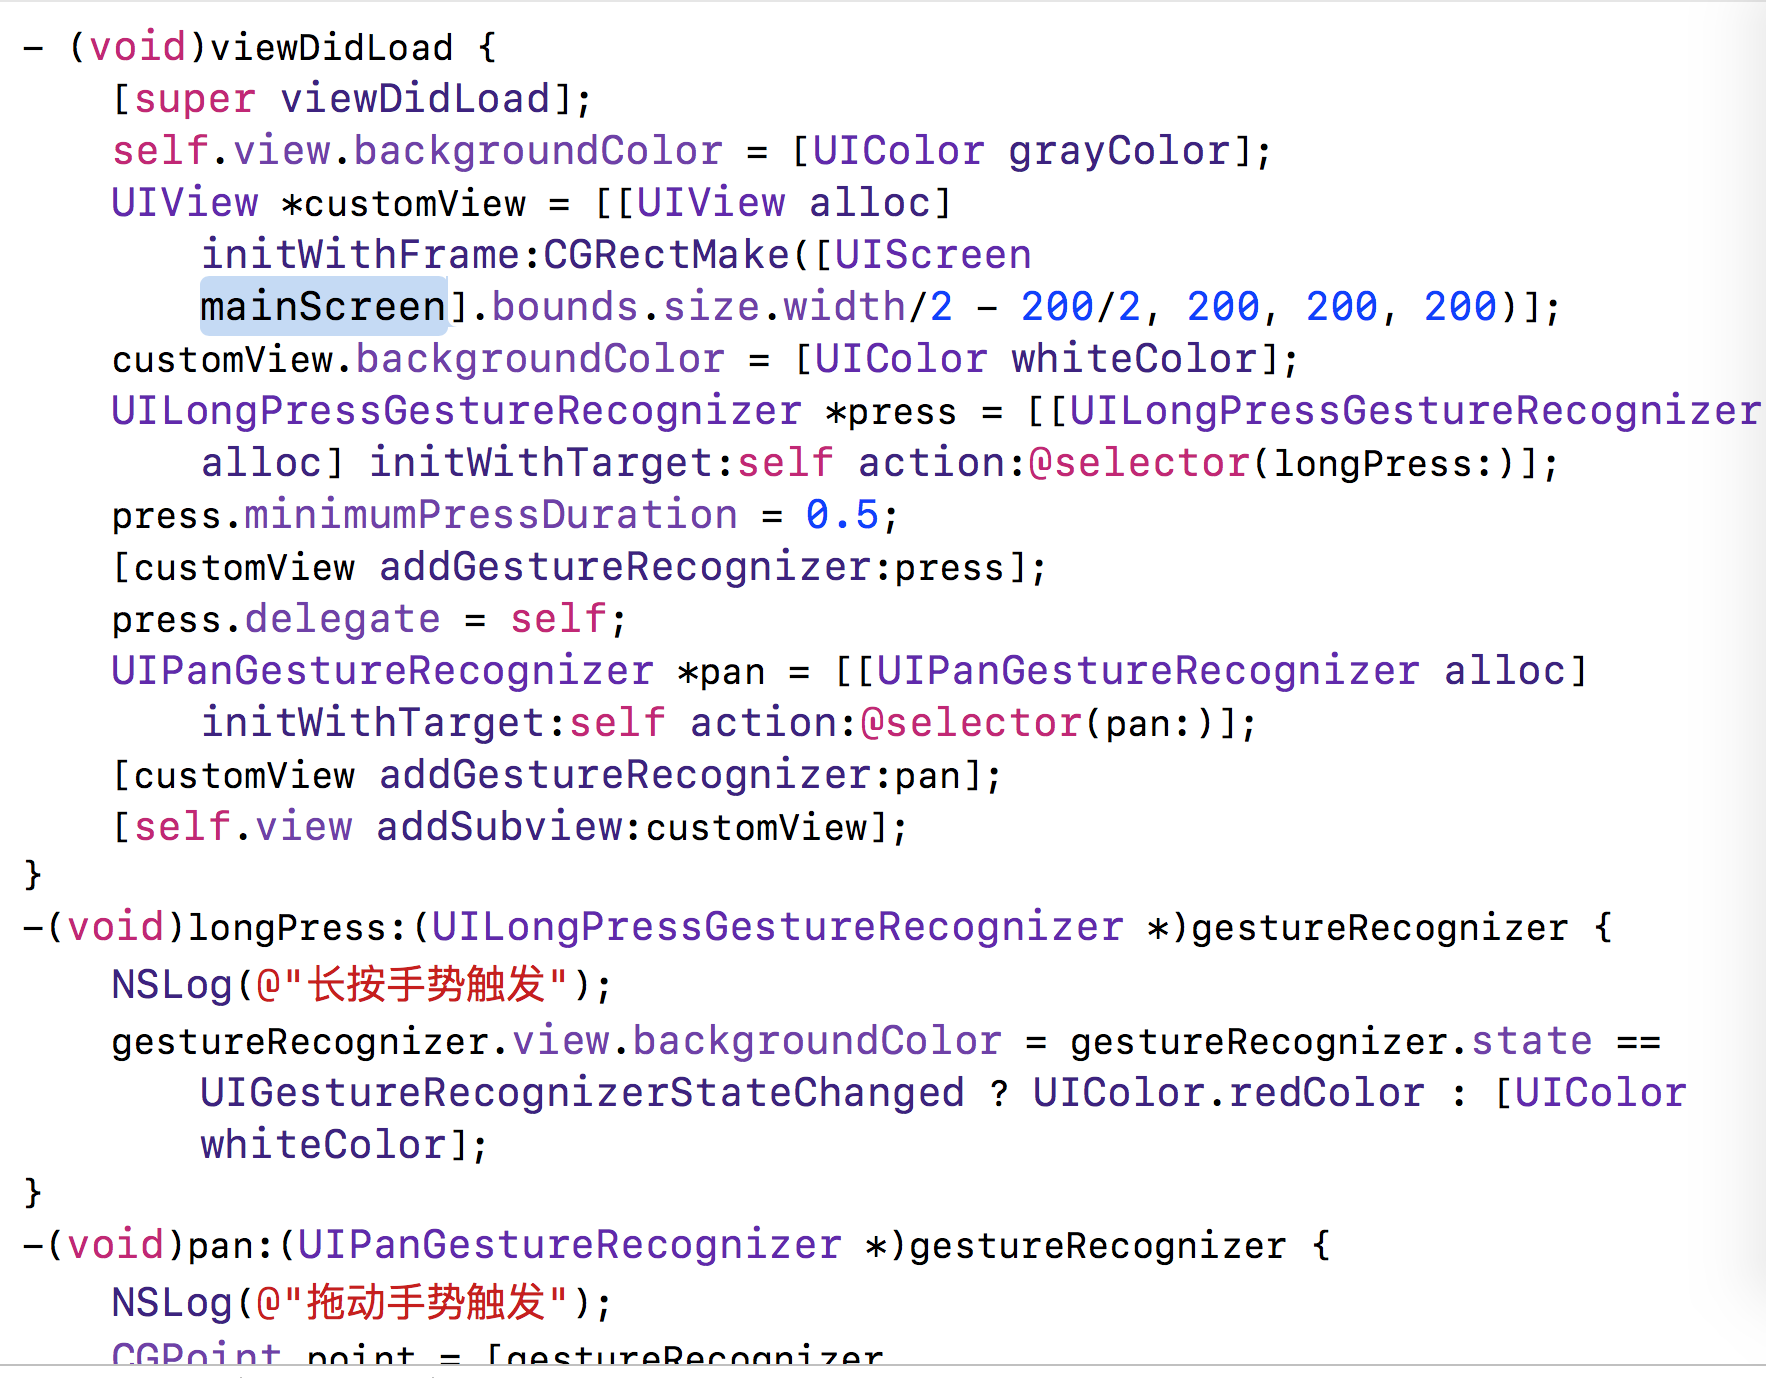 - (void)viewDidLoad {
[super viewDidLoad];
self.view.backgroundColor = [UIColor grayColor];
UIView *customView = [[UIView alloc]
initWithFrame:CGRectMake([UIScreen
mainScreen].bounds.size.width/2 - 200/2, 200, 200, 200)];
customView.backgroundColor = [UIColor whiteColor];
UILongPressGestureRecognizer *press = [[UILongPressGestureRecognizer
alloc] initWithTarget:self action:@selector(longPress:)];
press.minimumPressDuration = 0.5;
[customView addGestureRecognizer:press];
press.delegate = self;
UIPanGestureRecognizer *pan = [[UIPanGestureRecognizer alloc]
initWithTarget:self action:@selector(pan:)];
[customView addGestureRecognizer:pan];
[self.view addSubview:customView];
}
-(void)longPress:(UILongPressGestureRecognizer *)gestureRecognizer {
NSLog(@"长按手势触发");
gestureRecognizer.view.backgroundColor = gestureRecognizer.state ==
UIGestureRecognizerStateChanged ? UIColor.redColor : [UIColor
whiteColor];
}
-(void)pan:(UIPanGestureRecognizer *)gestureRecognizer {
NSLog(@"拖动手势触发");
CGPoint point = [gestureRecognizer